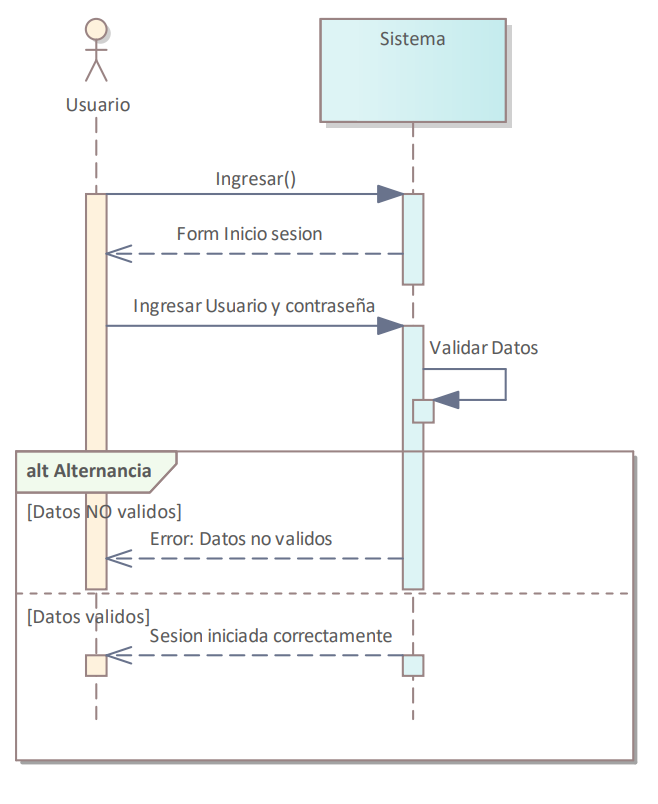 Sistema
Usuario
Ingresar()
Form Inicio sesion
Ingresar Usuario y contraseña
Validar Datos
alt Alternancia
[Datos NO validos]
Error: Datos no validos
[Datos validos]
Sesion iniciada correctamente